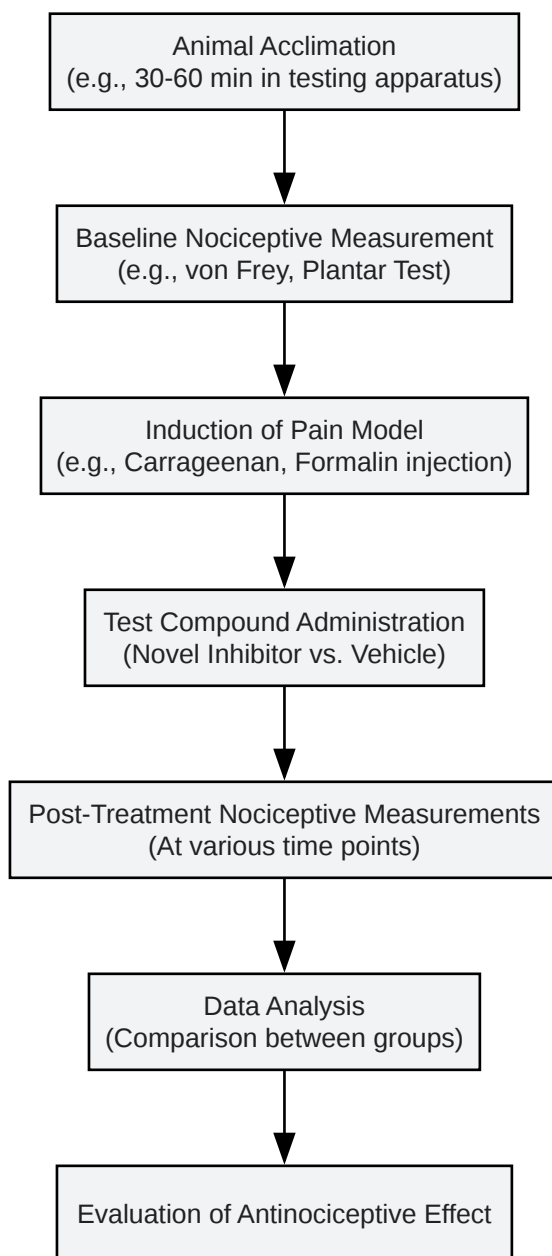 Animal Acclimation
(e.g., 30-60 min in testing apparatus)
Baseline Nociceptive Measurement
(e.g., von Frey, Plantar Test)
Induction of Pain Model
(e.g., Carrageenan, Formalin injection)
Test Compound Administration
(Novel Inhibitor vs. Vehicle)
Post-Treatment Nociceptive Measurements
(At various time points)
Data Analysis
(Comparison between groups)
Evaluation of Antinociceptive Effect